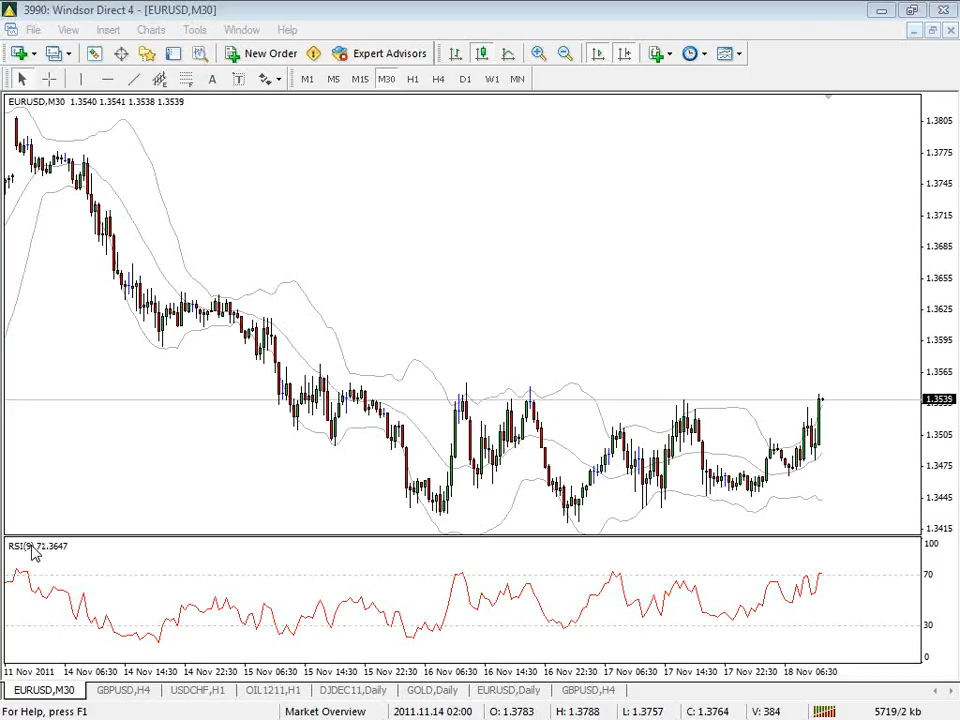 3990: Windsor Direct 4 - [EURUSD,M30]
File View Insert Charts Tools Window Help
New Order Expert Advisors
A T M1 M5 M15 M30 H1 H4 D1 W1 MN
EURUSD,M30 1.3540 1.3541 1.3538 1.3539
1.3805
1.3775
1.3745
1.3715
1.3685
1.3655
1.3625
1.3595
1.3565
1.3539
1.3505
1.3475
1.3445
1.3415
RSI(9) 71.3647
100
70
30
0
11 Nov 2011 14 Nov 06:30 14 Nov 14:30 14 Nov 22:30 15 Nov 06:30 15 Nov 14:30 15 Nov 22:30 16 Nov 06:30 16 Nov 14:30 16 Nov 22:30 17 Nov 06:30 17 Nov 14:30 17 Nov 22:30 18 Nov 06:30
EURUSD,M30 GBPUSD,H4 USDCHF,H1 OIL1211,H1 DJDEC11,Daily GOLD,Daily EURUSD,Daily GBPUSD,H4
For Help, press F1 Market Overview 2011.11.14 02:00 O: 1.3783 H: 1.3788 L: 1.3757 C: 1.3764 V: 384 5719/2 kb